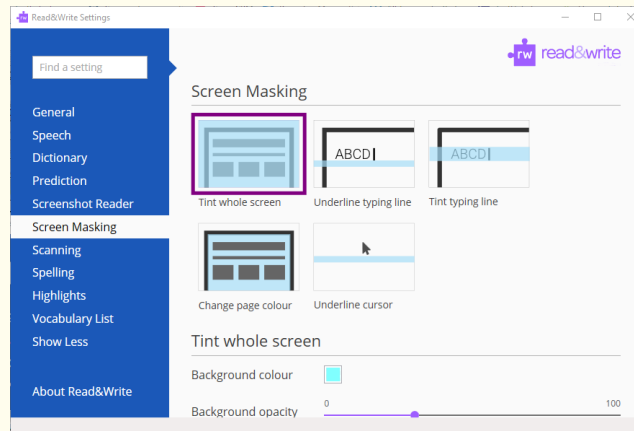 rw Read&Write Settings
rw read&write
Find a setting
General
Speech
Dictionary
Prediction
Screenshot Reader
Screen Masking
Scanning
Spelling
Highlights
Vocabulary List
Show Less
About Read&Write
Screen Masking
ABCD
ABCD
Tint whole screen
Underline typing line
Tint typing line
Change page colour
Underline cursor
Tint whole screen
Background colour
Background opacity
0
100